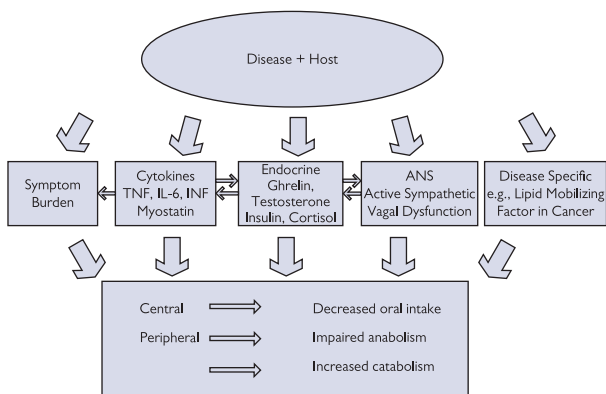 Disease + Host
Symptom
Burden
Cytokines
TNF, IL-6, INF
Myostatin
Endocrine
Ghrelin,
Testosterone
Insulin, Cortisol
ANS
Active Sympathetic
Vagal Dysfunction
Disease Specific
e.g., Lipid Mobilizing
Factor in Cancer
Central
Decreased oral intake
Peripheral
Impaired anabolism
Increased catabolism